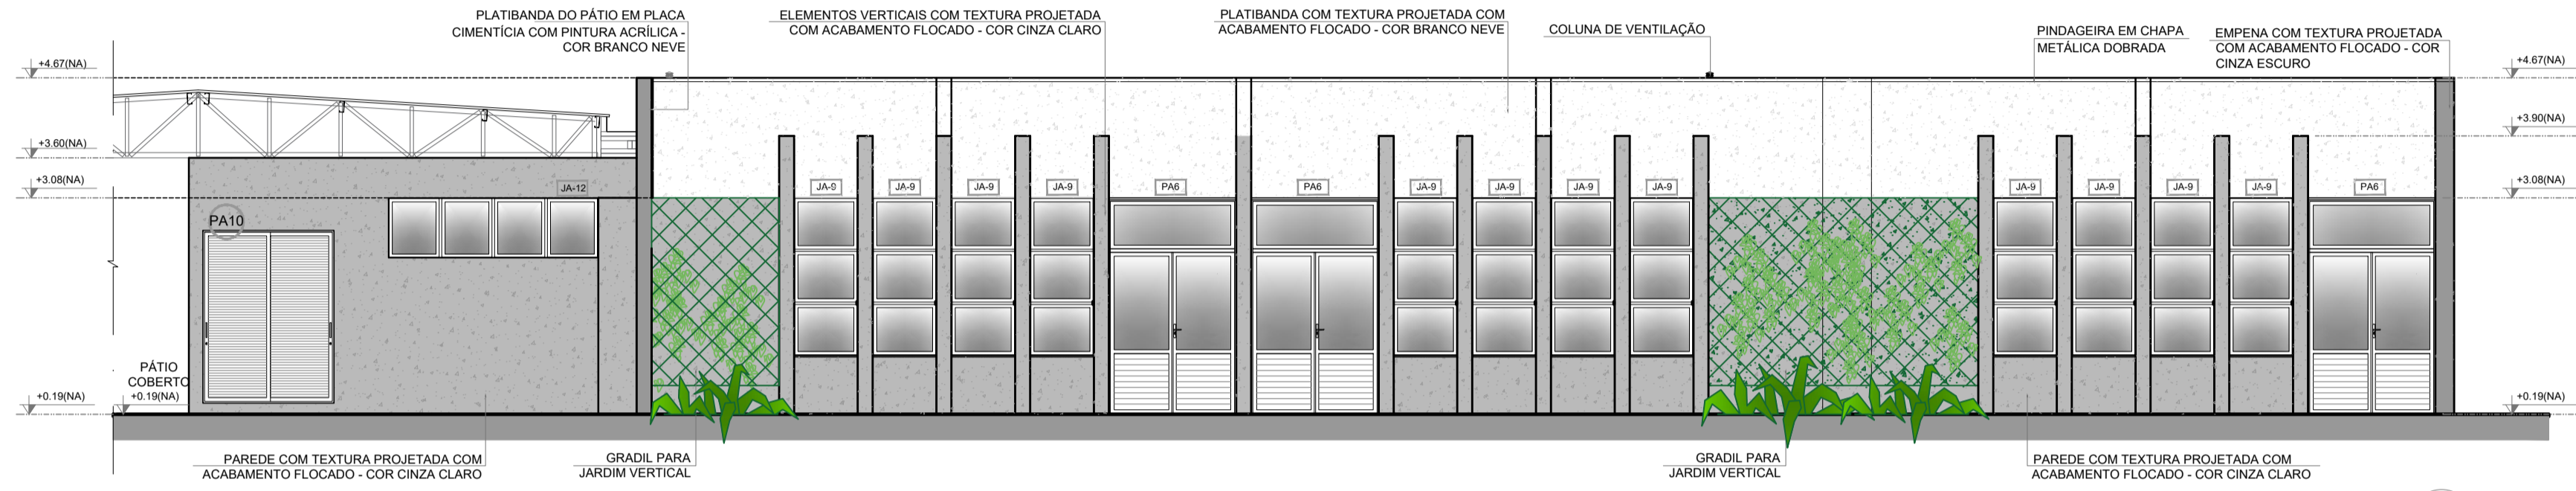 PLATIBANDA DO PÁTIO EM PLACA
CIMENTÍCIA COM PINTURA ACRÍLICA -
COR BRANCO NEVE
ELEMENTOS VERTICAIS COM TEXTURA PROJETADA
COM ACABAMENTO FLOCADO - COR CINZA CLARO
PLATIBANDA COM TEXTURA PROJETADA COM
ACABAMENTO FLOCADO - COR BRANCO NEVE
COLUNA DE VENTILAÇÃO
PINDAGEIRA EM CHAPA
METÁLICA DOBRADA
EMPENA COM TEXTURA PROJETADA
COM ACABAMENTO FLOCADO - COR
CINZA ESCURO
+4.67(NA)
+4.67(NA)
+3.90(NA)
+3.60(NA)
+3.08(NA)
+3.08(NA)
JA-12
JA-9
JA-9
JA-9
JA-9
PA6
PA6
JA-9
JA-9
JA-9
JA-9
JA-9
JA-9
JA-9
JA-9
PA6
PA10
PÁTIO
COBERTO
+0.19(NA)
+0.19(NA)
+0.19(NA)
PAREDE COM TEXTURA PROJETADA COM
ACABAMENTO FLOCADO - COR CINZA CLARO
GRADIL PARA
JARDIM VERTICAL
GRADIL PARA
JARDIM VERTICAL
PAREDE COM TEXTURA PROJETADA COM
ACABAMENTO FLOCADO - COR CINZA CLARO